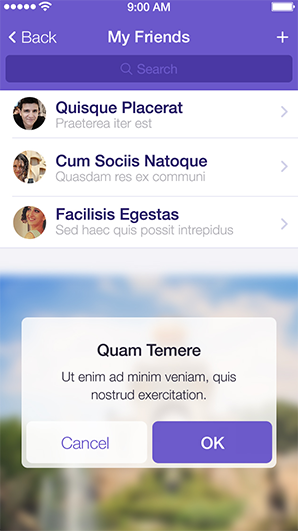 9:00 AM
Back
My Friends
+
Search
Quisque Placerat
Praeterea iter est
Cum Sociis Natoque
Quasdam res ex communi
Facilisis Egestas
Sed haec quis possit intrepidus
Quam Temere
Ut enim ad minim veniam, quis
nostrud exercitation.
Cancel
OK